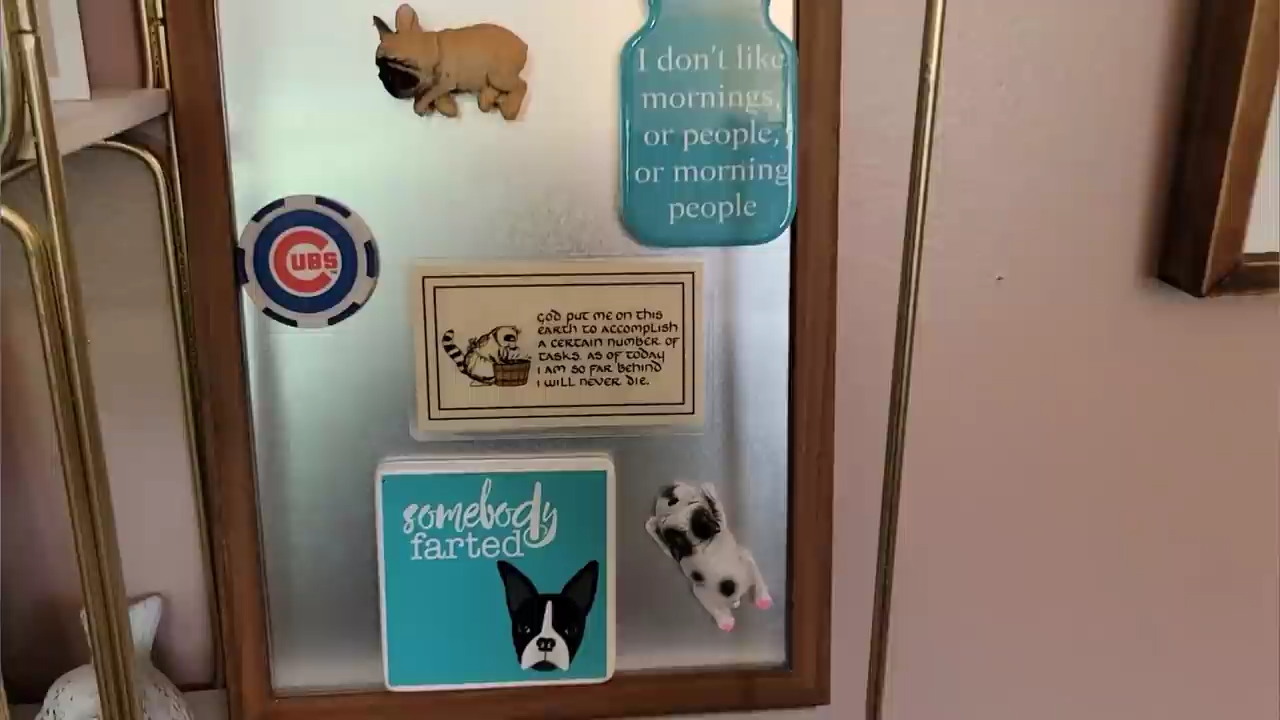 I don't like
mornings,
or people,
or morning
people
CUBS
GOD PUT ME ON THIS
EARTH TO ACCOMPLISH
A CERTAIN NUMBER OF
TASKS. AS OF TODAY
I AM SO FAR BEHIND
I WILL NEVER DIE.
somebody
farted